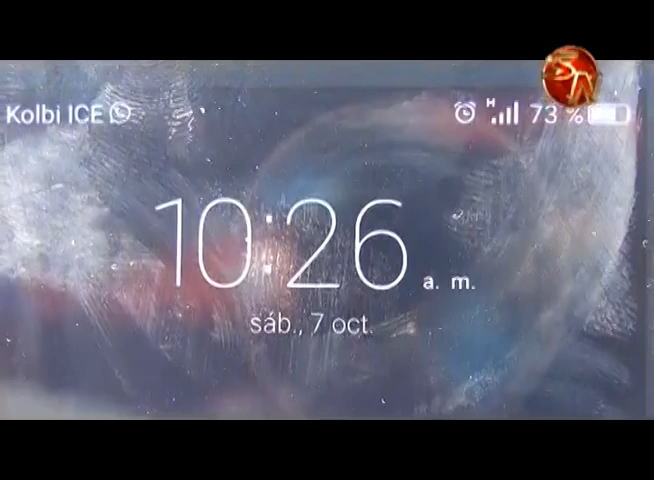 Kolbi ICE
H 73 %
10:26 a. m.
sáb., 7 oct.